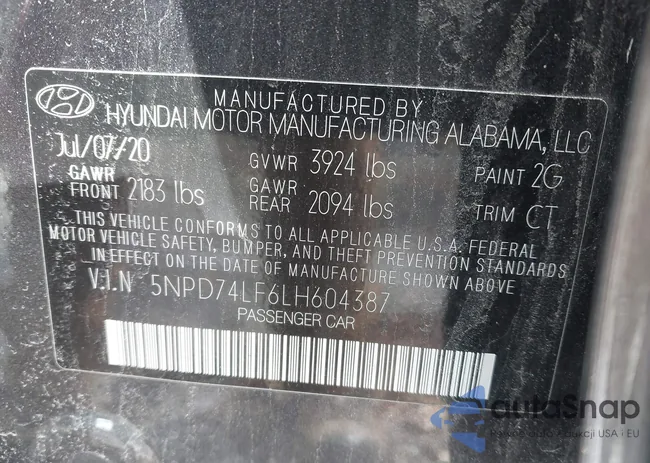 MANUFACTURED BY
HYUNDAI MOTOR MANUFACTURING ALABAMA, LLC
Jul/07/20 GVWR 3924 lbs PAINT 2G
GAWR FRONT 2183 lbs GAWR REAR 2094 lbs TRIM CT
THIS VEHICLE CONFORMS TO ALL APPLICABLE U.S.A. FEDERAL
MOTOR VEHICLE SAFETY, BUMPER, AND THEFT PREVENTION STANDARDS
IN EFFECT ON THE DATE OF MANUFACTURE SHOWN ABOVE.
V.I.N 5NPD74LF6LH604387
PASSENGER CAR
autoSnap
USA - EU